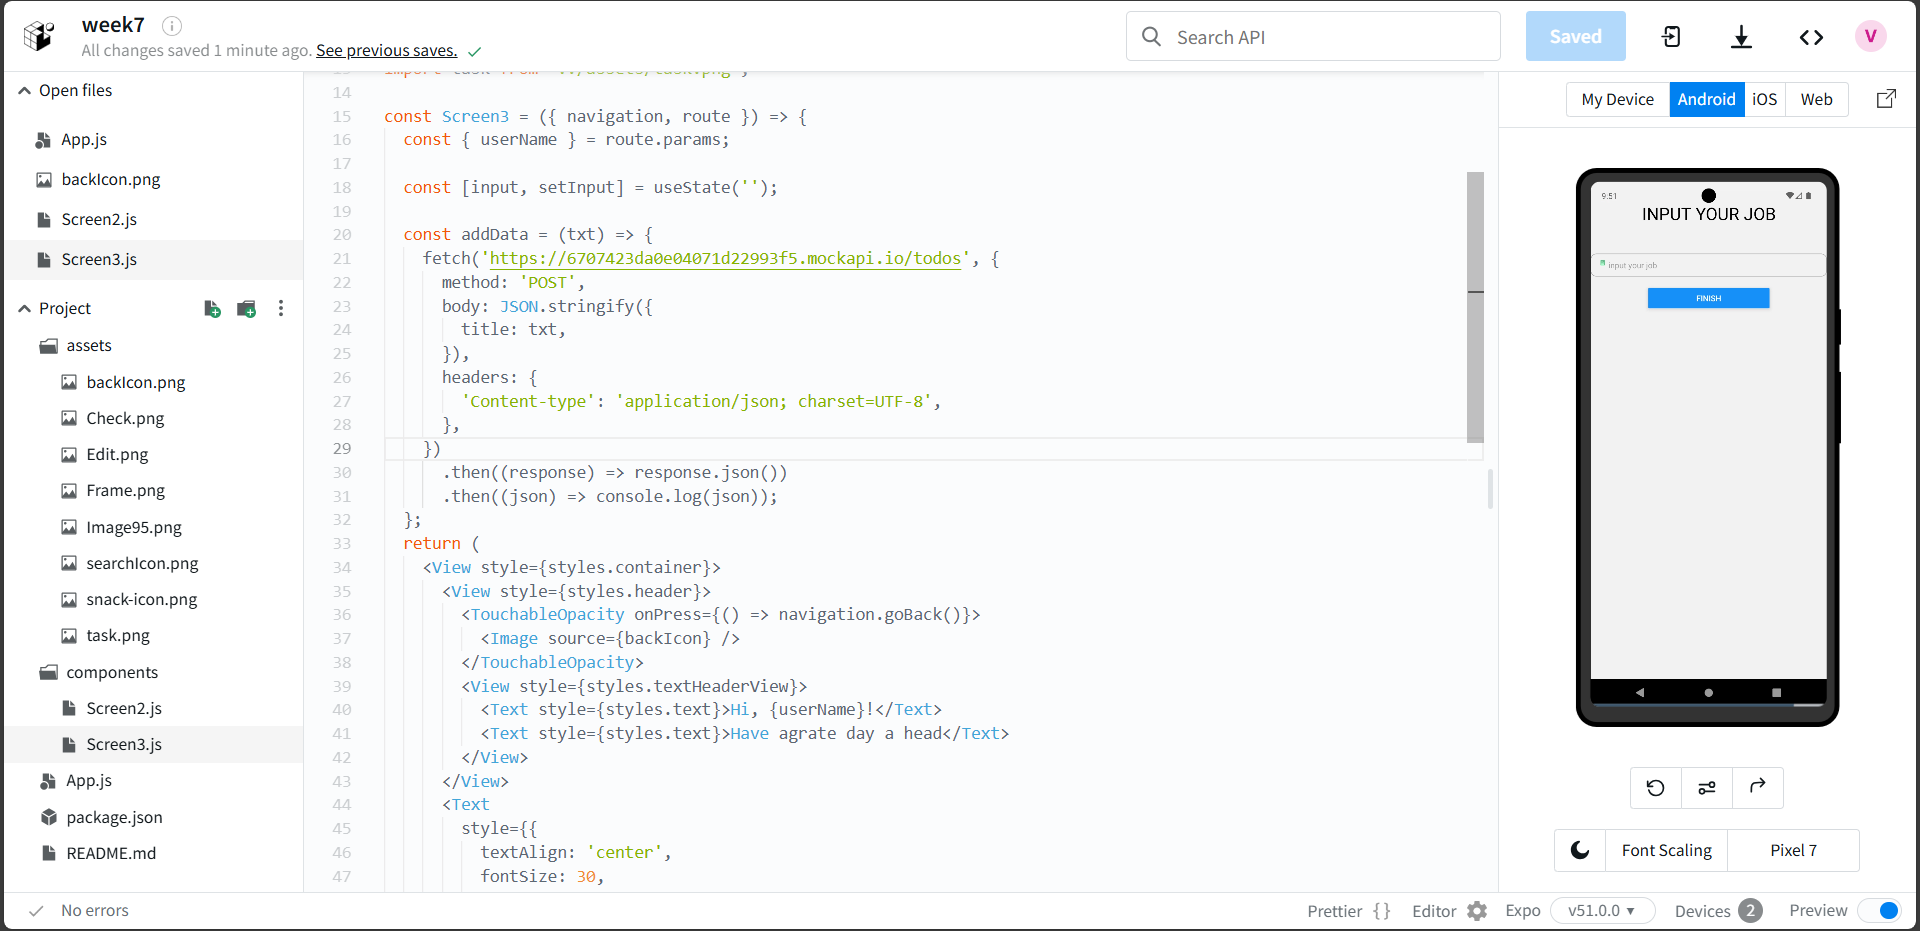 week7
All changes saved 1 minute ago. See previous saves.
Search API
Saved
V
Open files
App.js
backIcon.png
Screen2.js
Screen3.js
Project
assets
backIcon.png
Check.png
Edit.png
Frame.png
Image95.png
searchIcon.png
snack-icon.png
task.png
components
Screen2.js
Screen3.js
App.js
package.json
README.md
14
15 const Screen3 = ({ navigation, route }) => {
16 const { userName } = route.params;
17
18 const [input, setInput] = useState('');
19
20 const addData = (txt) => {
21 fetch('https://6707423da0e04071d22993f5.mockapi.io/todos', {
22 method: 'POST',
23 body: JSON.stringify({
24 title: txt,
25 }),
26 headers: {
27 'Content-type': 'application/json; charset=UTF-8',
28 },
29 })
30 .then((response) => response.json())
31 .then((json) => console.log(json));
32 };
33 return (
34 <View style={styles.container}>
35 <View style={styles.header}>
36 <TouchableOpacity onPress={() => navigation.goBack()}>
37 <Image source={backIcon} />
38 </TouchableOpacity>
39 <View style={styles.textHeaderView}>
40 <Text style={styles.text}>Hi, {userName}!</Text>
41 <Text style={styles.text}>Have agrate day a head</Text>
42 </View>
43 </View>
44 <Text
45 style={{
46 textAlign: 'center',
47 fontSize: 30,
My Device Android iOS Web
9:51
INPUT YOUR JOB
input your job
FINISH
Font Scaling
Pixel 7
No errors
Prettier {} Editor Expo v51.0.0 ▾ Devices 2 Preview